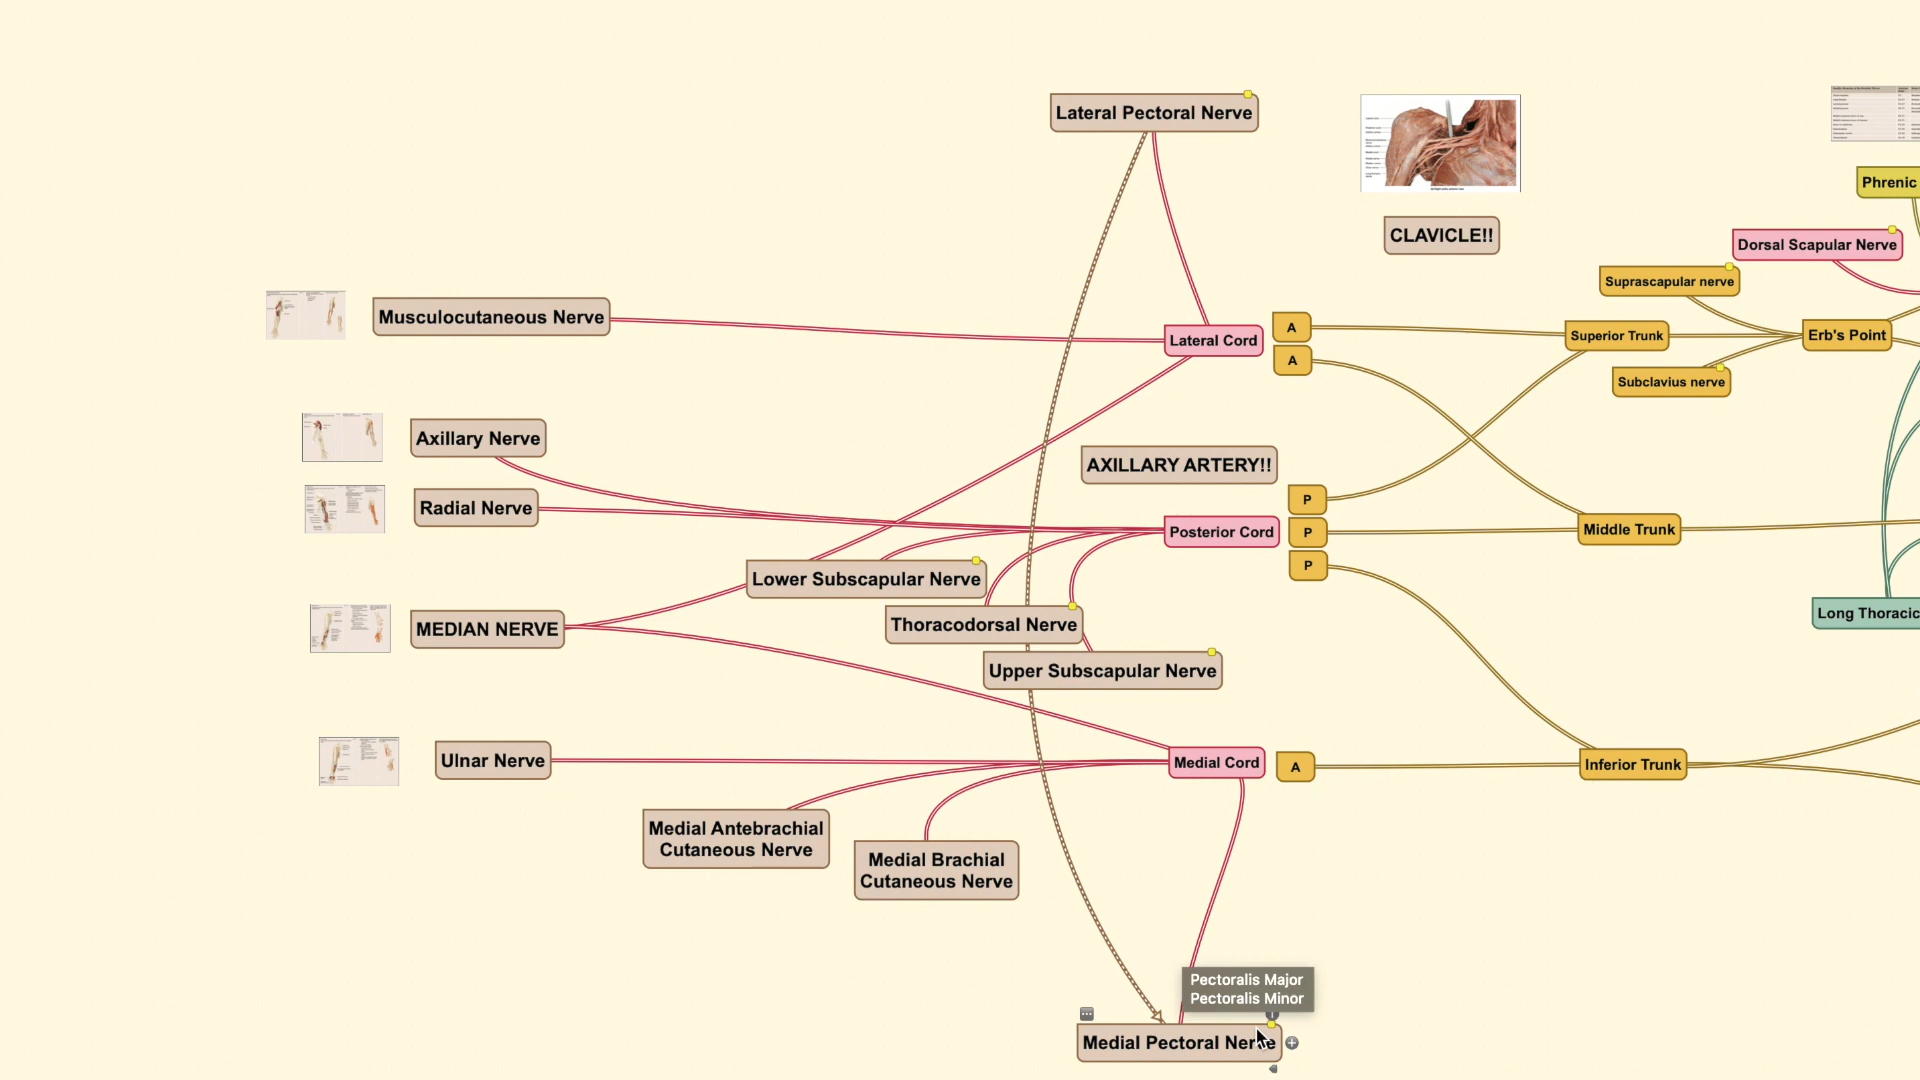 Lateral Pectoral Nerve
CLAVICLE!!
Phrenic
Dorsal Scapular Nerve
Suprascapular nerve
Musculocutaneous Nerve
Lateral Cord
A
A
Superior Trunk
Erb's Point
Subclavius nerve
Axillary Nerve
AXILLARY ARTERY!!
Radial Nerve
P
Posterior Cord
P
Middle Trunk
P
Lower Subscapular Nerve
Thoracodorsal Nerve
Long Thoracic
MEDIAN NERVE
Upper Subscapular Nerve
Ulnar Nerve
Medial Cord
A
Inferior Trunk
Medial Antebrachial
Cutaneous Nerve
Medial Brachial
Cutaneous Nerve
Pectoralis Major
Pectoralis Minor
Medial Pectoral Nerve